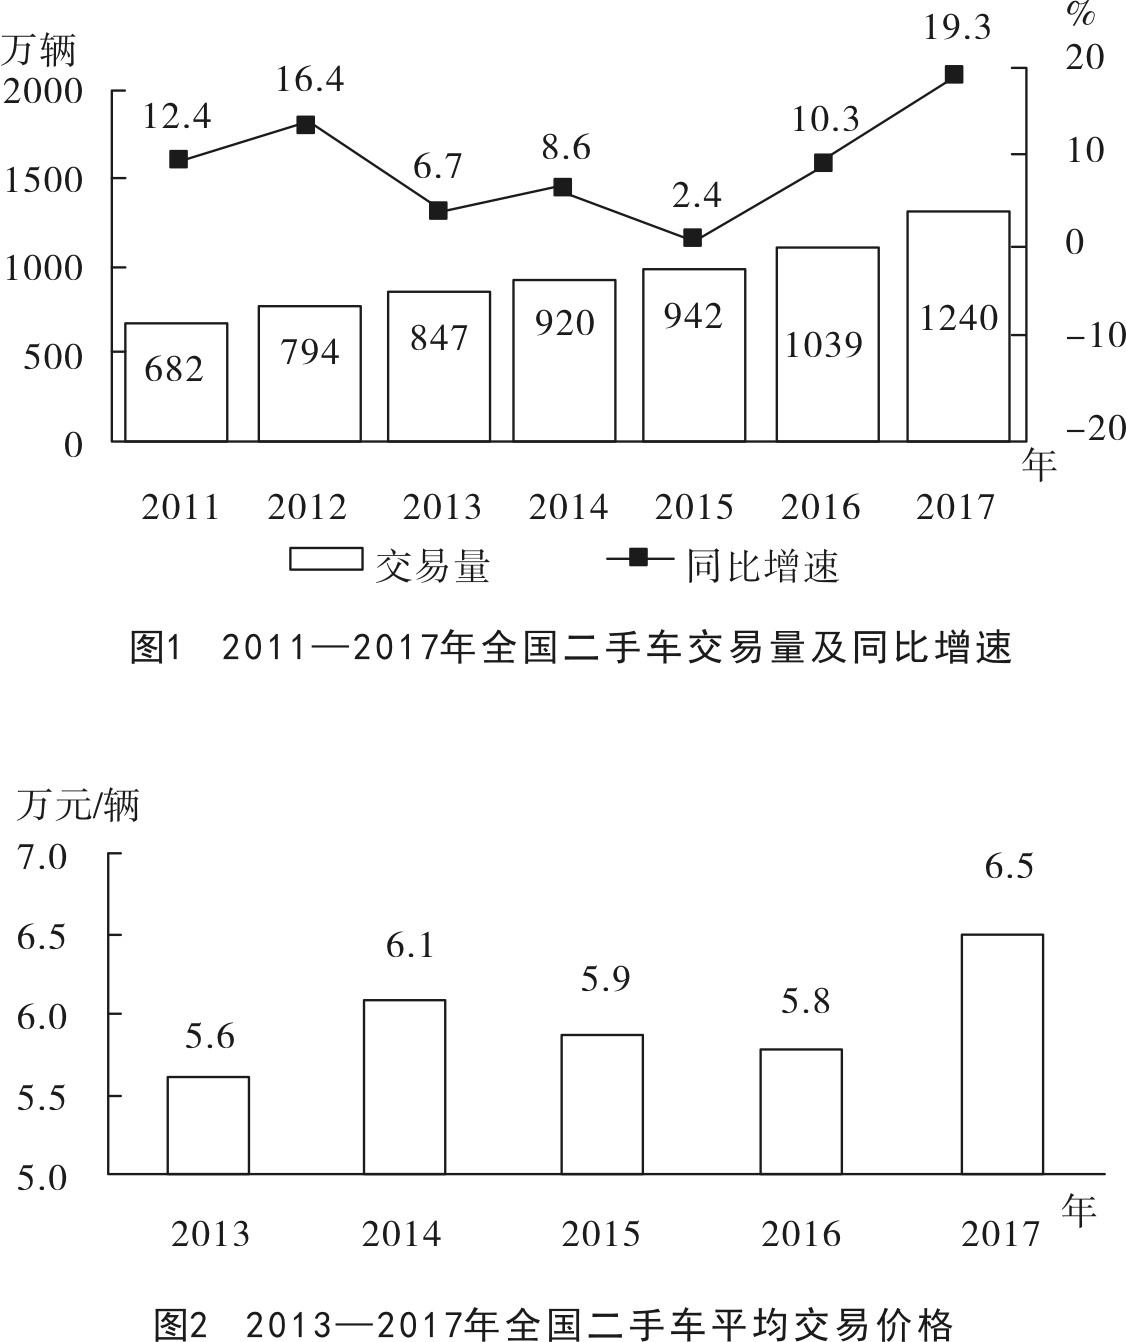 万辆 %
2000 1500 1000 500 0
20 10 0 -10 -20
12.4 16.4 6.7 8.6 2.4 10.3 19.3
682 794 847 920 942 1039 1240
年
2011 2012 2013 2014 2015 2016 2017
交易量 同比增速
图1 2011—2017年全国二手车交易量及同比增速
万元/辆
7.0 6.5 6.0 5.5 5.0
5.6 6.1 5.9 5.8 6.5
年
2013 2014 2015 2016 2017
图2 2013—2017年全国二手车平均交易价格